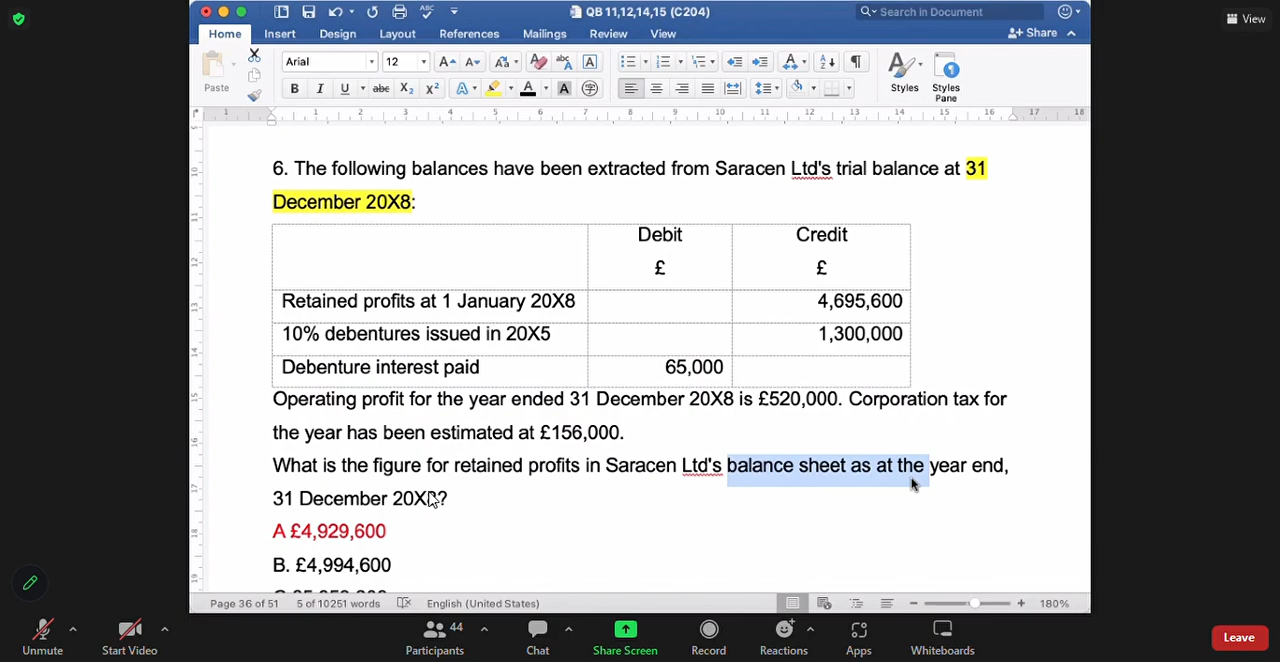 View
QB 11,12,14,15 (C204)
Search in Document
Home Insert Design Layout References Mailings Review View
Share
Paste
Arial 12
Styles
Styles Pane
6. The following balances have been extracted from Saracen Ltd's trial balance at 31
December 20X8:
Debit Credit
£ £
Retained profits at 1 January 20X8 4,695,600
10% debentures issued in 20X5 1,300,000
Debenture interest paid 65,000
Operating profit for the year ended 31 December 20X8 is £520,000. Corporation tax for
the year has been estimated at £156,000.
What is the figure for retained profits in Saracen Ltd's balance sheet as at the year end,
31 December ?
A £4,929,600
B. £4,994,600
Page 36 of 51 5 of 10251 words English (United States) 180%
44
Unmute Start Video Participants Chat Share Screen Record Reactions Apps Whiteboards Leave